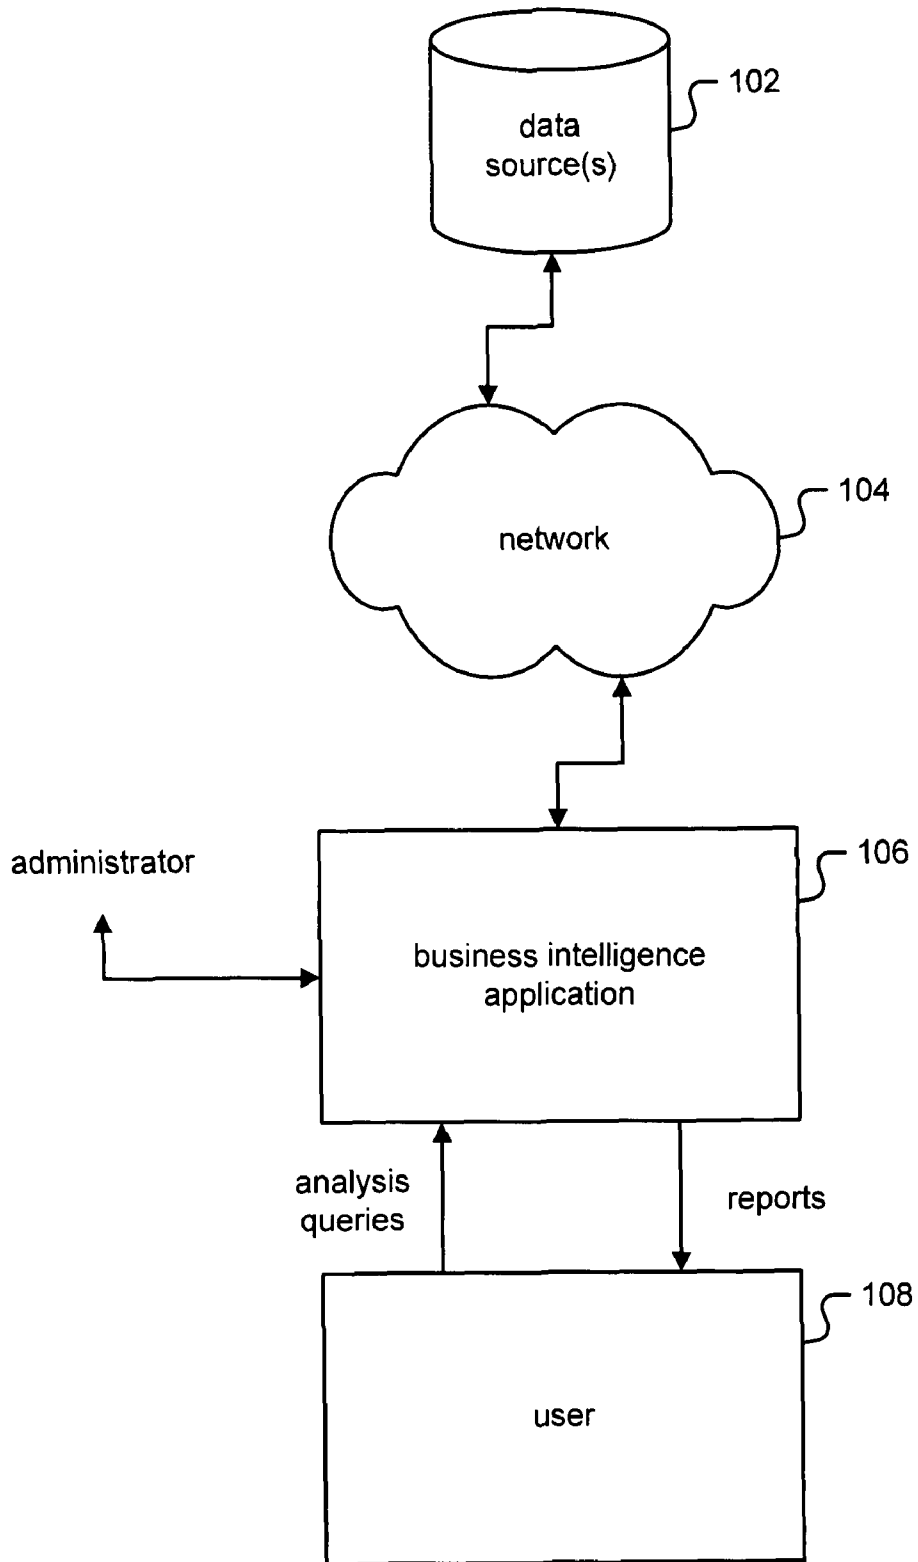 102
data
source(s)
104
network
administrator
106
business intelligence
application
analysis
queries
reports
108
user